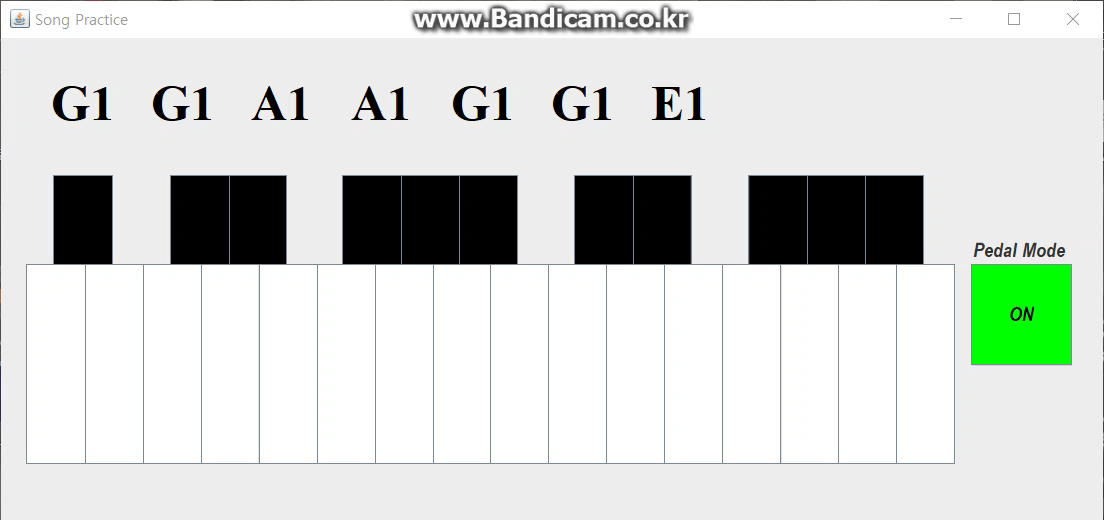 Song Practice
www.Bandicam.co.kr
G1 G1 A1 A1 G1 G1 E1
Pedal Mode
ON